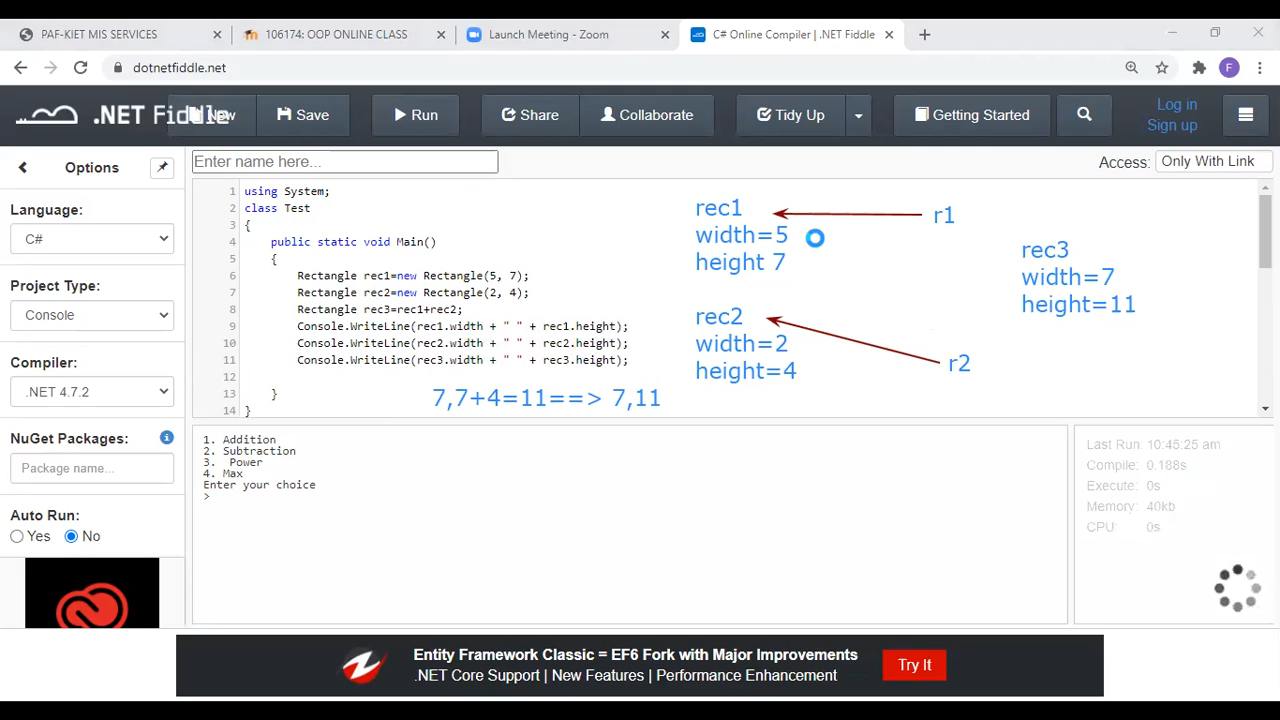 PAF-KIET MIS SERVICES
106174: OOP ONLINE CLASS
Launch Meeting - Zoom
C# Online Compiler | .NET Fiddle
dotnetfiddle.net
F
.NET Fiddle
New
Save
Run
Share
Collaborate
Tidy Up
Getting Started
Log in
Sign up
Options
Enter name here...
Access:
Only With Link
Language:
C#
Project Type:
Console
Compiler:
.NET 4.7.2
NuGet Packages:
Package name...
Auto Run:
Yes
No
1 using System;
2 class Test
3 {
4 public static void Main()
5 {
6 Rectangle rec1=new Rectangle(5, 7);
7 Rectangle rec2=new Rectangle(2, 4);
8 Rectangle rec3=rec1+rec2;
9 Console.WriteLine(rec1.width + " " + rec1.height);
10 Console.WriteLine(rec2.width + " " + rec2.height);
11 Console.WriteLine(rec3.width + " " + rec3.height);
12
13 }
14 }
7,7+4=11==> 7,11
rec1
width=5
height 7
r1
rec2
width=2
height=4
r2
rec3
width=7
height=11
1. Addition
2. Subtraction
3. Power
4. Max
Enter your choice
>
Last Run: 10:45:25 am
Compile: 0.188s
Execute: 0s
Memory: 40kb
CPU: 0s
Entity Framework Classic = EF6 Fork with Major Improvements
.NET Core Support | New Features | Performance Enhancement
Try It